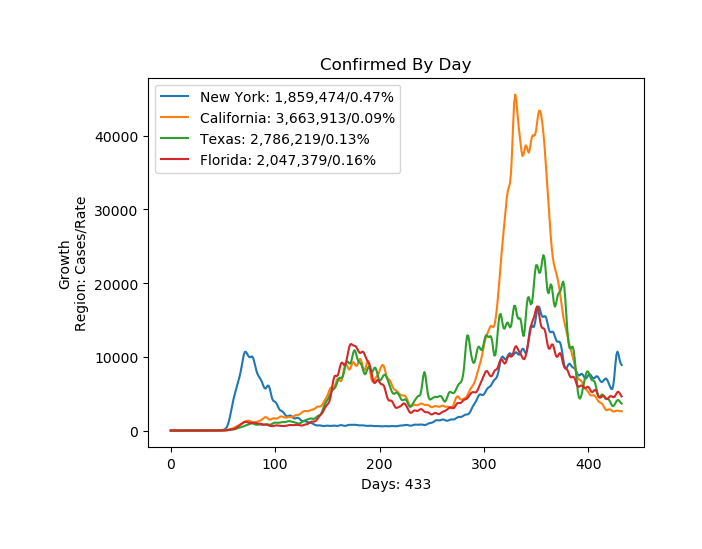 Confirmed By Day
New York: 1,859,474/0.47%
California: 3,663,913/0.09%
Texas: 2,786,219/0.13%
Florida: 2,047,379/0.16%
40000
30000
20000
10000
0
Growth
Region: Cases/Rate
0 100 200 300 400
Days: 433